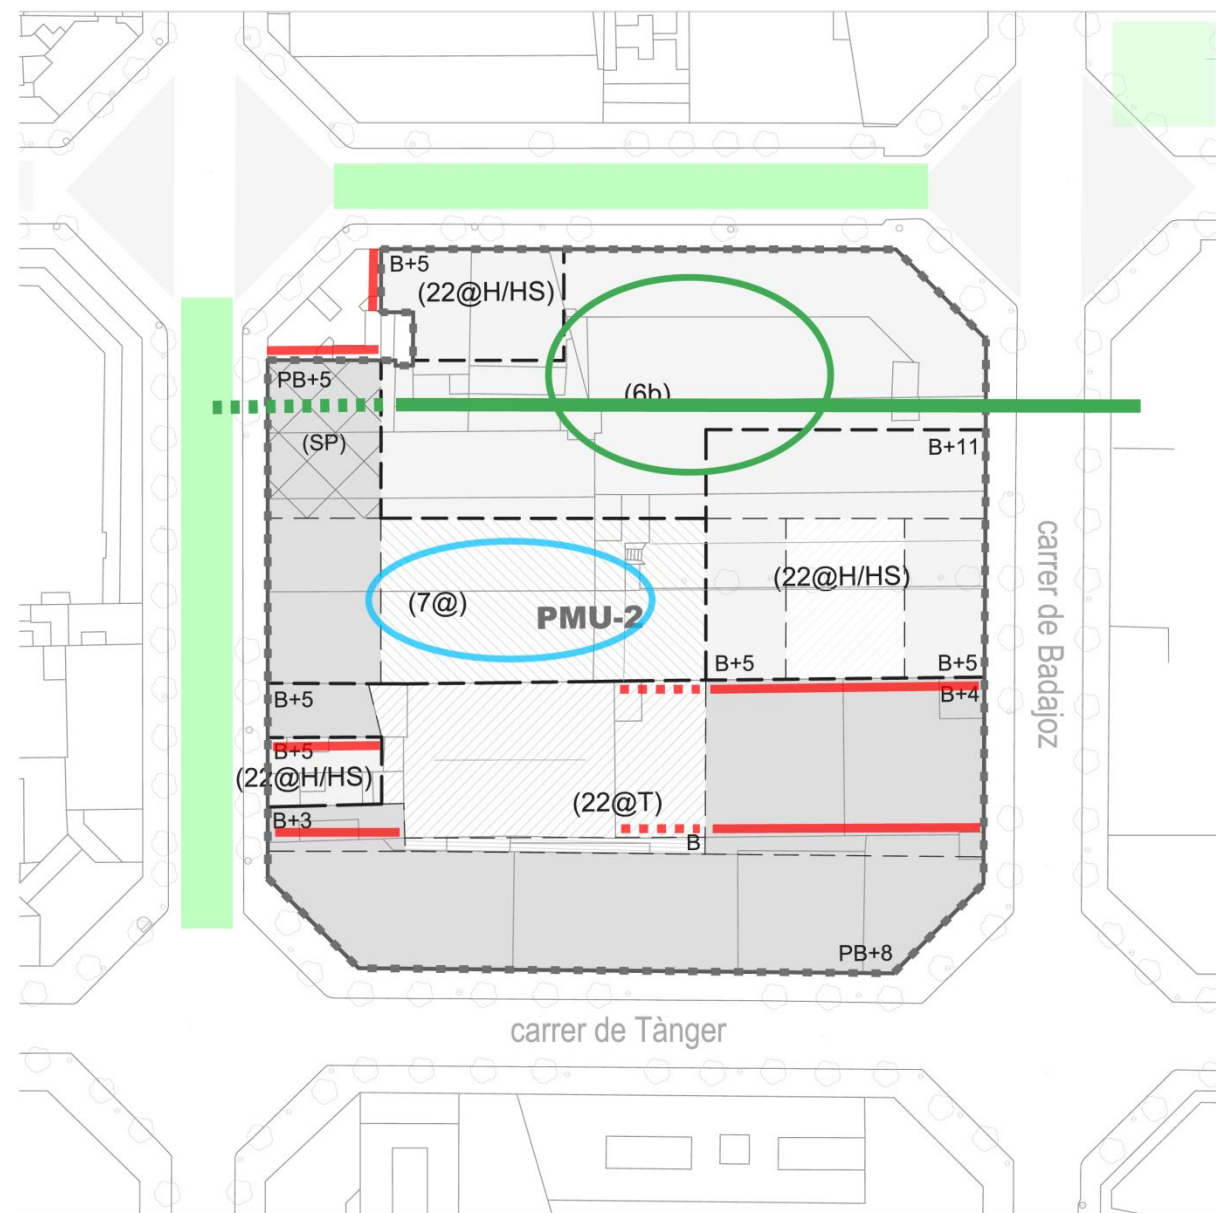 B+5
(22@H/HS)
PB+5
(6b)
(SP)
B+11
carrer de Badajoz
(22@H/HS)
(7@)
PMU-2
B+5
B+5
B+5
B+4
B+5
(22@H/HS)
(22@T)
B+3
B
PB+8
carrer de Tànger